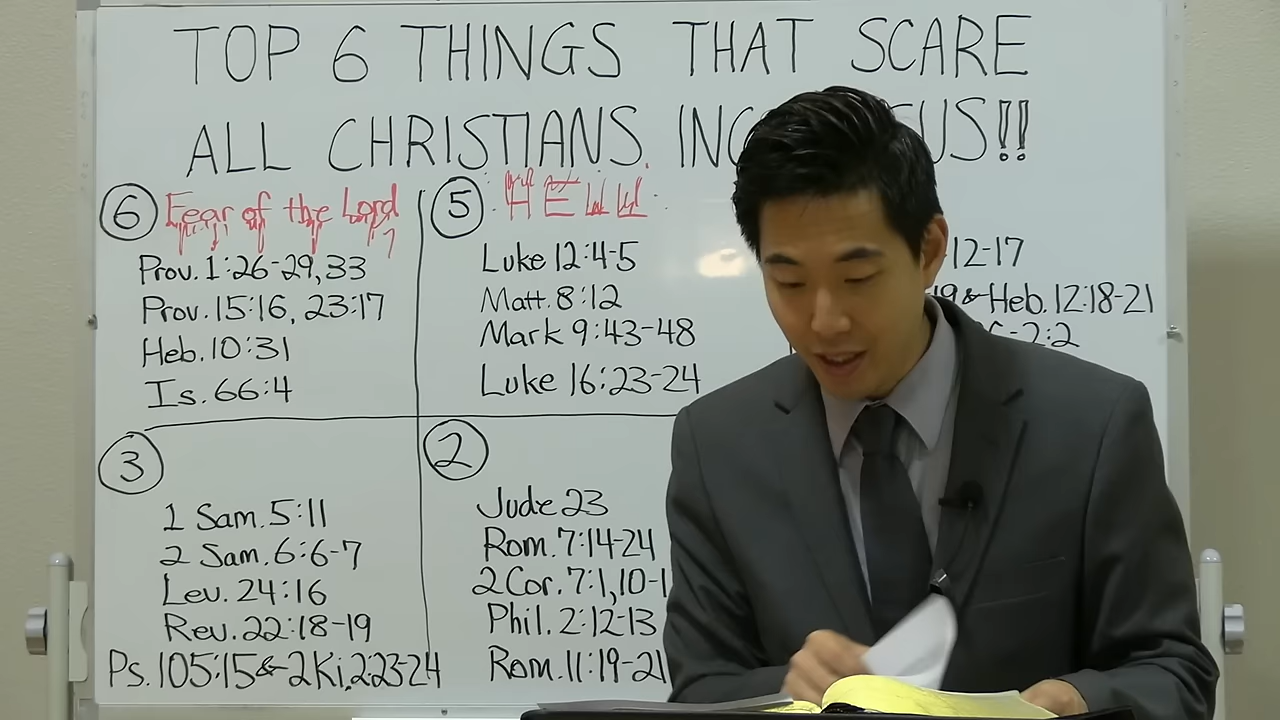 TOP 6 THINGS THAT SCARE
ALL CHRISTIANS. INC US!!
6 Fear of the Lord
Prov. 1:26-29,33
Prov. 15:16, 23:17
Heb. 10:31
Is. 66:4
5 HELL
Luke 12:4-5
Matt. 8:12
Mark 9:43-48
Luke 16:23-24
12-17
19 & Heb. 12:18-21
-2:2
3
1 Sam. 5:11
2 Sam. 6:6-7
Lev. 24:16
Rev. 22:18-19
Ps. 105:15 & 2Ki. 2:23-24
2
Jude 23
Rom. 7:14-24
2 Cor. 7:1,10-1
Phil. 2:12-13
Rom. 11:19-21